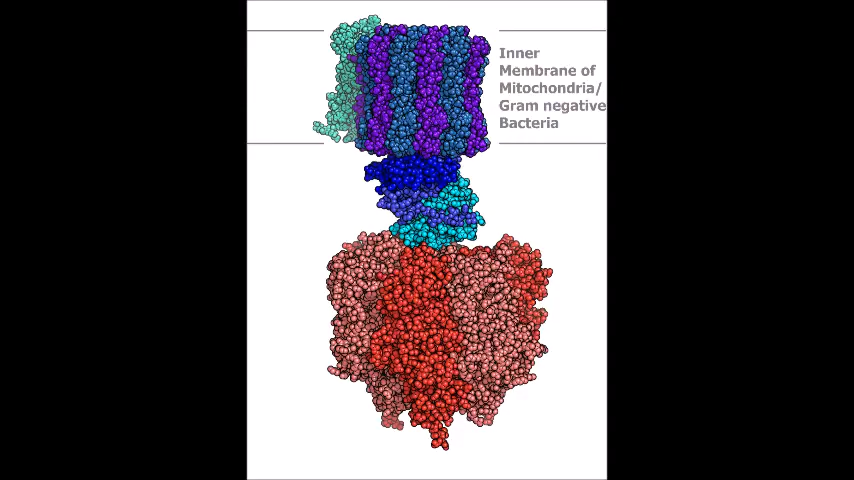 Inner
Membrane of
Mitochondria/
Gram negative
Bacteria